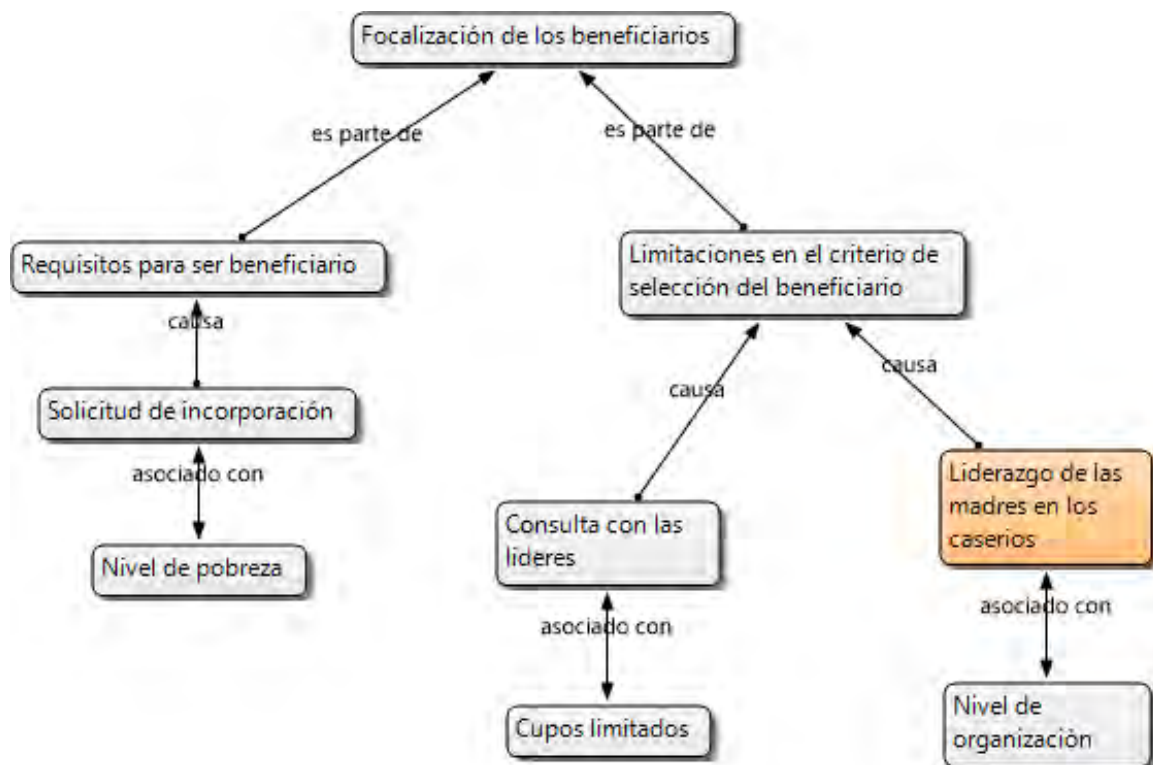 Focalización de los beneficiarios
es parte de
es parte de
Requisitos para ser beneficiario
Limitaciones en el criterio de
selección del beneficiario
causa
causa
causa
Solicitud de incorporación
asociado con
Liderazgo de las
madres en los
caserios
Consulta con las
líderes
Nivel de pobreza
asociado con
asociado con
Cupos limitados
Nivel de
organización